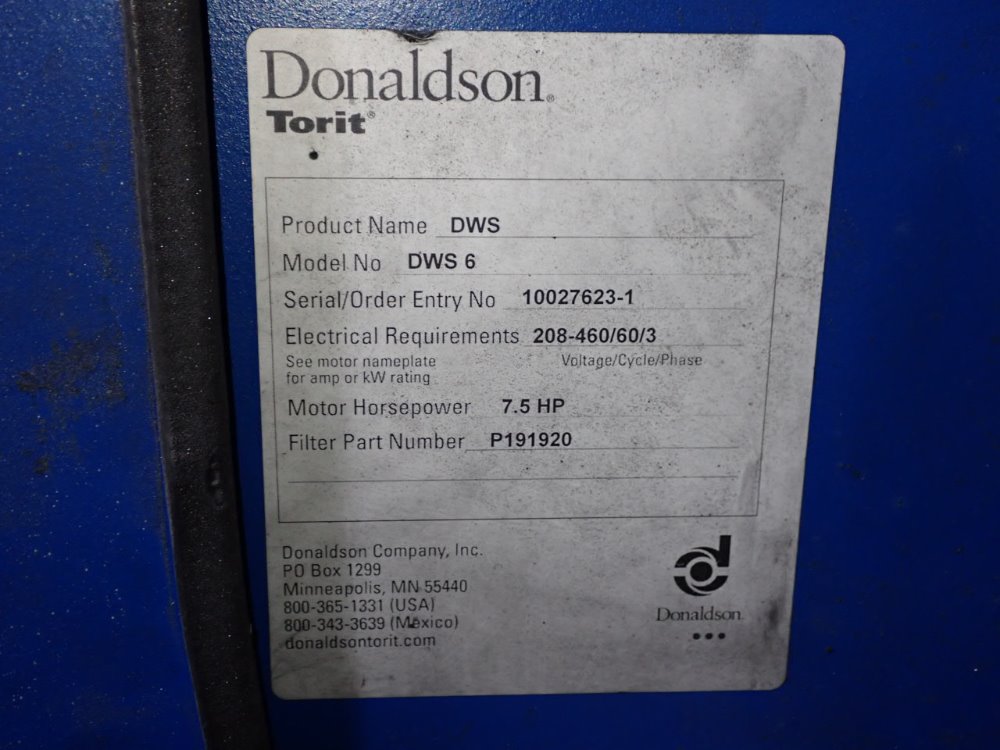 Donaldson®
Torit®
Product Name DWS
Model No DWS 6
Serial/Order Entry No 10027623-1
Electrical Requirements 208-460/60/3
See motor nameplate Voltage/Cycle/Phase
for amp or kW rating
Motor Horsepower 7.5 HP
Filter Part Number P191920
Donaldson Company, Inc.
PO Box 1299
Minneapolis, MN 55440
800-365-1331 (USA)
800-343-3639 (Mexico)
donaldsontorit.com
Donaldson.